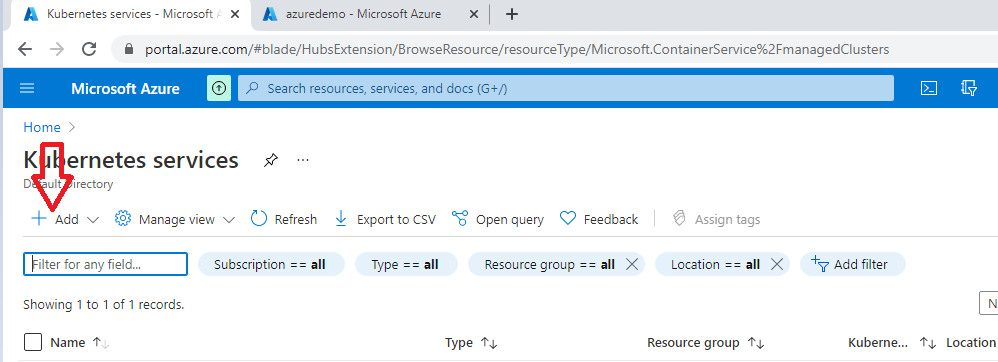 Kubernetes services - Microsoft A
azuredemo - Microsoft Azure
portal.azure.com/#blade/HubsExtension/BrowseResource/resourceType/Microsoft.ContainerService%2FmanagedClusters
Microsoft Azure
Search resources, services, and docs (G+/)
Home
Kubernetes services
Default Directory
Add Manage view Refresh Export to CSV Open query Feedback Assign tags
Filter for any field... Subscription == all Type == all Resource group == all Location == all Add filter
Showing 1 to 1 of 1 records.
N
Name Type Resource group Kuberne... Location